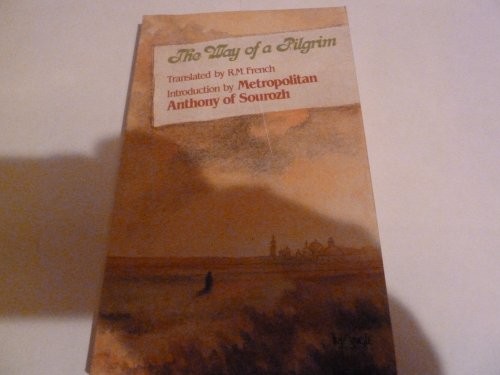 The Way of a Pilgrim
Translated by R.M. French
Introduction by Metropolitan
Anthony of Sourozh